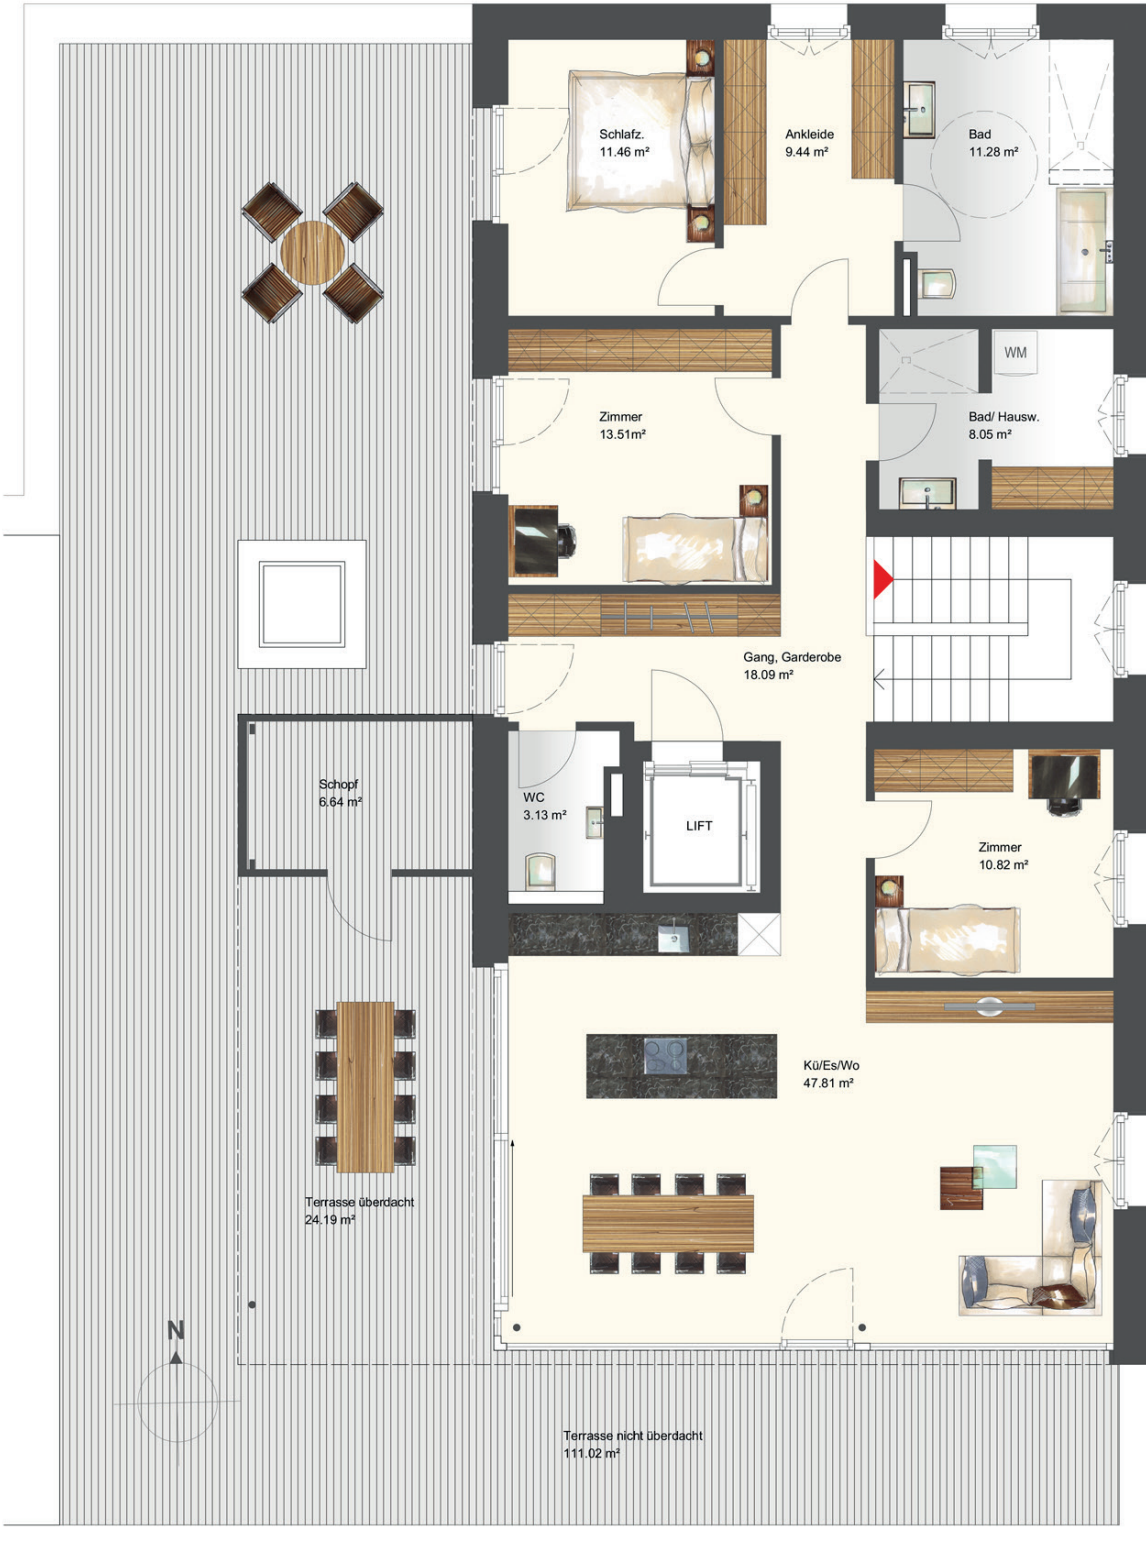 Schlafz.
11.46 m²
Ankleide
9.44 m²
Bad
11.28 m²
WM
Zimmer
13.51m²
Bad/ Hausw.
8.05 m²
Gang, Garderobe
18.09 m²
Schopf
6.64 m²
WC
3.13 m²
LIFT
Zimmer
10.82 m²
Kü/Es/Wo
47.81 m²
Terrasse überdacht
24.19 m²
N
Terrasse nicht überdacht
111.02 m²